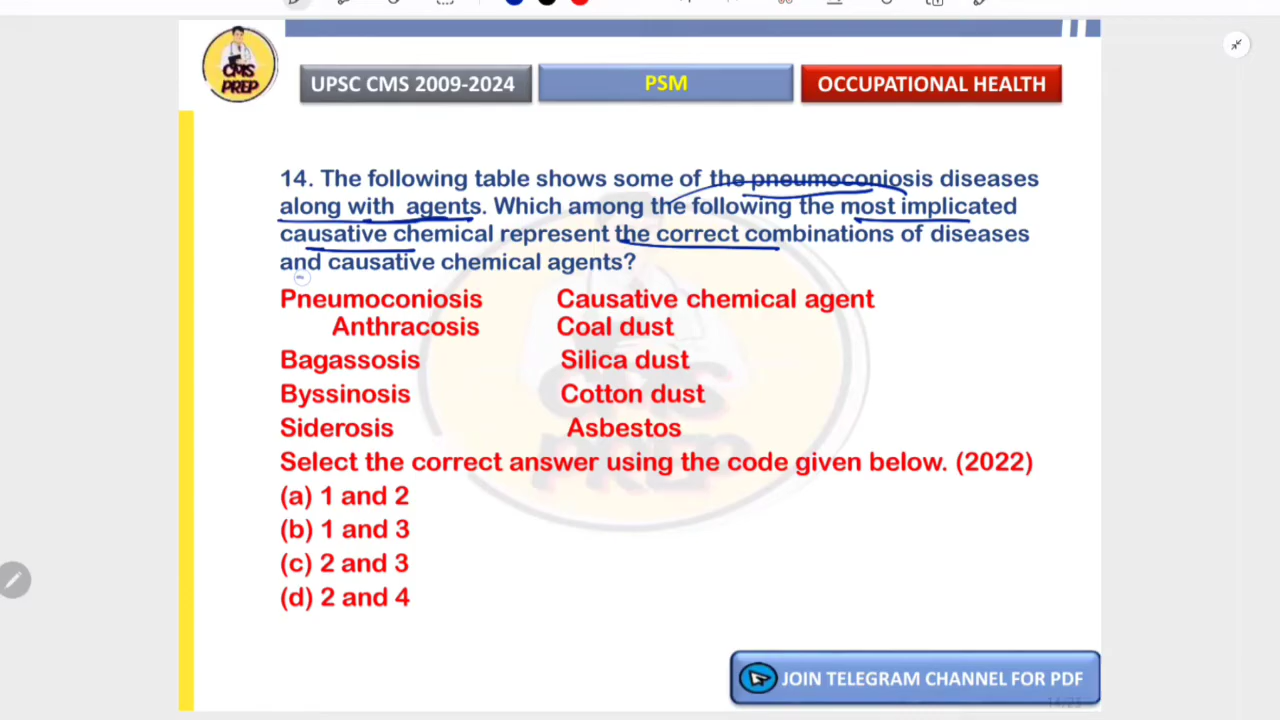 CMS
PREP
UPSC CMS 2009-2024
PSM
OCCUPATIONAL HEALTH
14. The following table shows some of the pneumoconiosis diseases
along with agents. Which among the following the most implicated
causative chemical represent the correct combinations of diseases
and causative chemical agents?
Pneumoconiosis Causative chemical agent
Anthracosis Coal dust
Bagassosis Silica dust
Byssinosis Cotton dust
Siderosis Asbestos
Select the correct answer using the code given below. (2022)
(a) 1 and 2
(b) 1 and 3
(c) 2 and 3
(d) 2 and 4
CMS
PREP
JOIN TELEGRAM CHANNEL FOR PDF